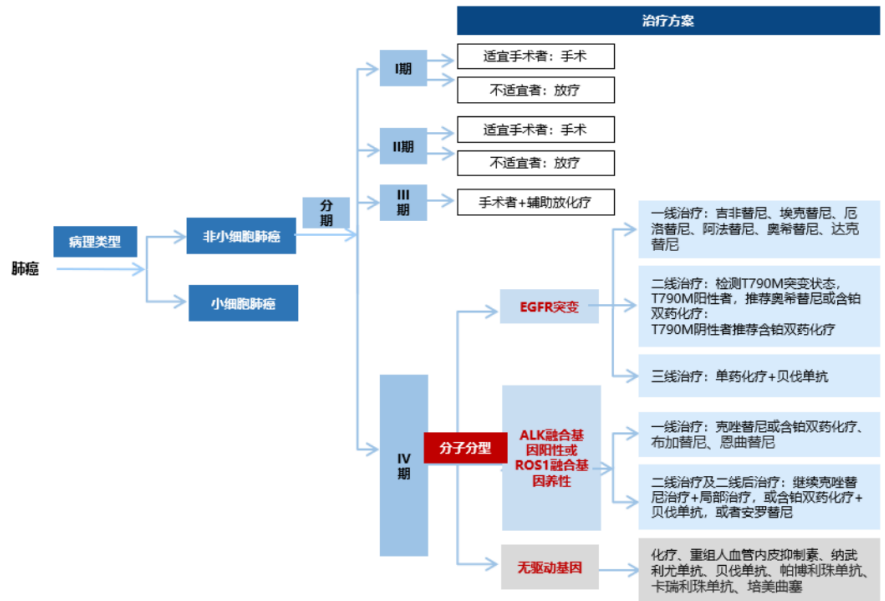 治疗方案
I期
适宜手术者：手术
不适宜者：放疗
II期
适宜手术者：手术
不适宜者：放疗
III
期
手术者+辅助放化疗
分
期
病理类型
非小细胞肺癌
肺癌
小细胞肺癌
IV
期
分子分型
EGFR突变
一线治疗：吉非替尼、埃克替尼、厄
洛替尼、阿法替尼、奥希替尼、达克
替尼
二线治疗：检测T790M突变状态，
T790M阳性者，推荐奥希替尼或含铂
双药化疗：
T790M阴性者推荐含铂双药化疗
三线治疗：单药化疗+贝伐单抗
ALK融合基
因阳性或
ROS1融合基
因养性
一线治疗：克唑替尼或含铂双药化疗、
布加替尼、恩曲替尼
二线治疗及二线后治疗：继续克唑替
尼治疗+局部治疗，或含铂双药化疗+
贝伐单抗，或者安罗替尼
无驱动基因
化疗、重组人血管内皮抑制素、纳武
利尤单抗、贝伐单抗、帕博利珠单抗、
卡瑞利珠单抗、培美曲塞